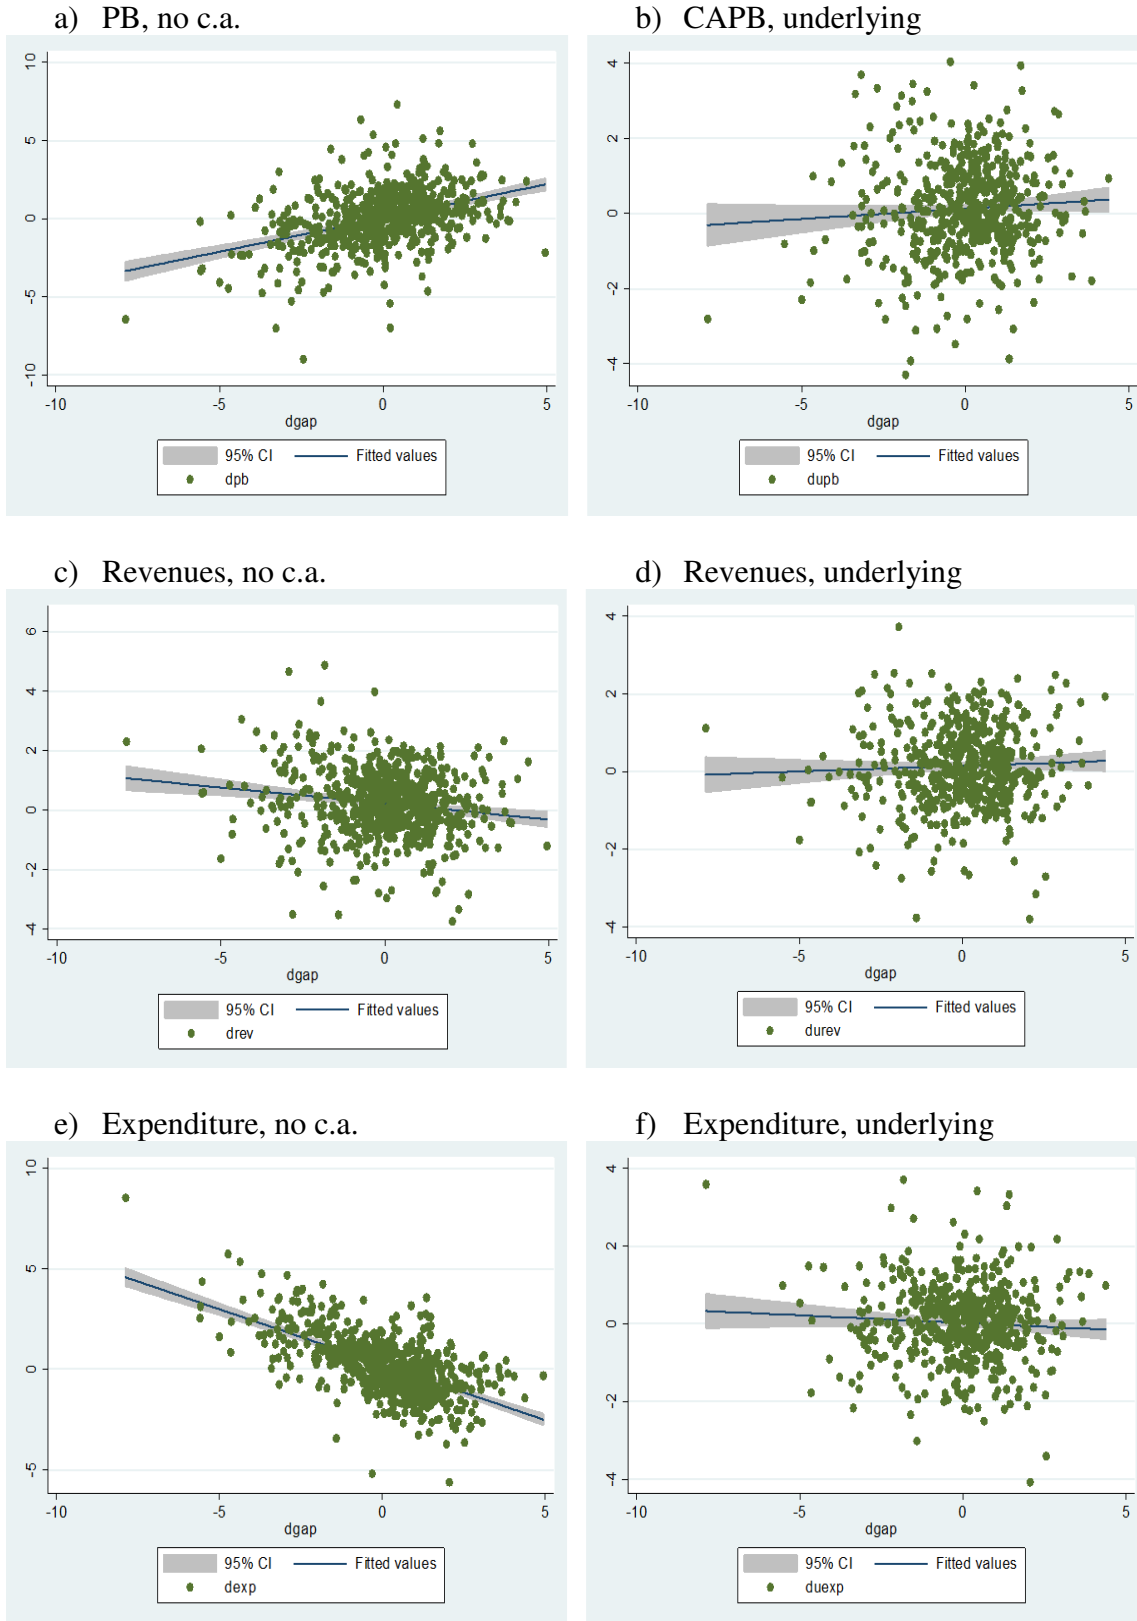 a) PB, no c.a.
b) CAPB, underlying
10
5
0
-5
-10
-10 -5 0 5
dgap
95% CI Fitted values
dpb
4
2
0
-2
-4
-10 -5 0 5
dgap
95% CI Fitted values
dupb
c) Revenues, no c.a.
d) Revenues, underlying
6
4
2
0
-2
-4
-10 -5 0 5
dgap
95% CI Fitted values
drev
4
2
0
-2
-4
-10 -5 0 5
dgap
95% CI Fitted values
durev
e) Expenditure, no c.a.
f) Expenditure, underlying
10
5
0
-5
-10 -5 0 5
dgap
95% CI Fitted values
dexp
4
2
0
-2
-4
-10 -5 0 5
dgap
95% CI Fitted values
duexp